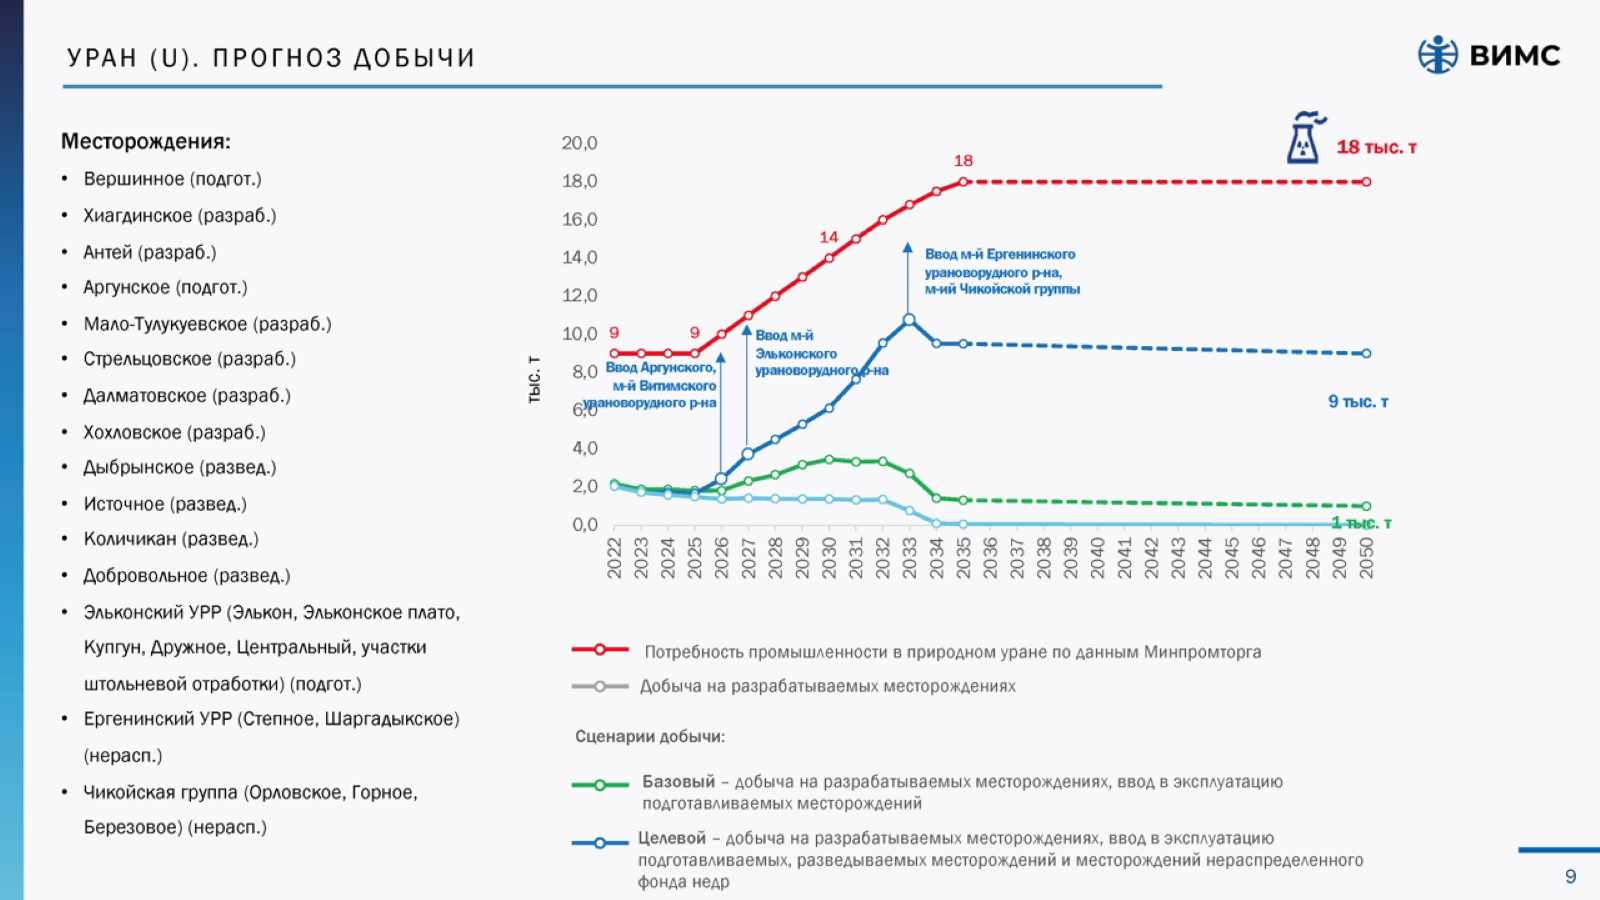 УРАН (U). ПРОГНОЗ ДОБЫЧИ
ВИМС
Месторождения:
• Вершинное (подгот.)
• Хиагдинское (разраб.)
• Антей (разраб.)
• Аргунское (подгот.)
• Мало-Тулукуевское (разраб.)
• Стрельцовское (разраб.)
• Далматовское (разраб.)
• Хохловское (разраб.)
• Дыбрынское (развед.)
• Источное (развед.)
• Количикан (развед.)
• Добровольное (развед.)
• Эльконский УРР (Элькон, Эльконское плато,
Купгун, Дружное, Центральный, участки
штольневой отработки) (подгот.)
• Ергенинский УРР (Степное, Шаргадыкское)
(нерасп.)
• Чикойская группа (Орловское, Горное,
Березовое) (нерасп.)
тыс. т
20,0
18,0
16,0
14,0
12,0
10,0
8,0
6,0
4,0
2,0
0,0
9
9
14
18
18 тыс. т
Ввод Аргунского,
м-й Витимского
урановорудного р-на
Ввод м-й
Эльконского
урановорудного р-на
Ввод м-й Ергенинского
урановорудного р-на,
м-ий Чикойской группы
9 тыс. т
1 тыс. т
2022
2023
2024
2025
2026
2027
2028
2029
2030
2031
2032
2033
2034
2035
2036
2037
2038
2039
2040
2041
2042
2043
2044
2045
2046
2047
2048
2049
2050
Потребность промышленности в природном уране по данным Минпромторга
Добыча на разрабатываемых месторождениях
Сценарии добычи:
Базовый – добыча на разрабатываемых месторождениях, ввод в эксплуатацию
подготавливаемых месторождений
Целевой – добыча на разрабатываемых месторождениях, ввод в эксплуатацию
подготавливаемых, разведываемых месторождений и месторождений нераспределенного
фонда недр
9